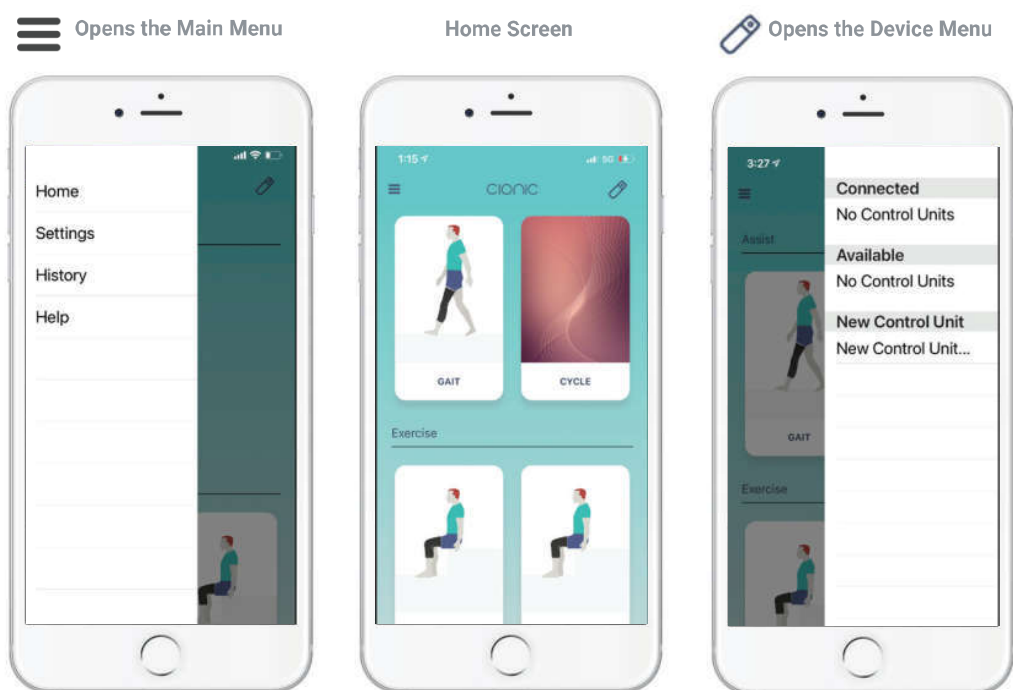 Opens the Main Menu
Home
Settings
History
Help
Home Screen
1:15
5G
CIONIC
GAIT
CYCLE
Exercise
Opens the Device Menu
3:27
Assist
GAIT
Exercise
Connected
No Control Units
Available
No Control Units
New Control Unit
New Control Unit...